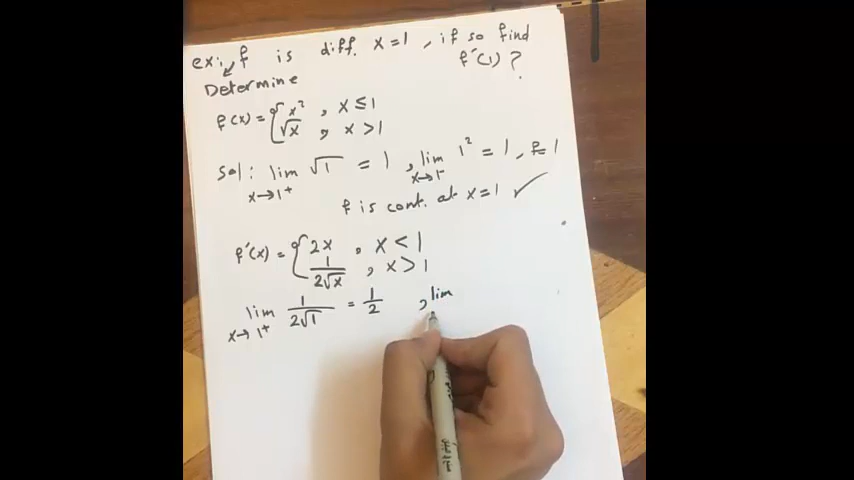 ex: f is diff. x=1, if so find
Determine f'(1)?
f(x)={x², x≤1
√x, x>1
Sol: lim √1 = 1, lim 1² = 1, f=1
x→1⁺ x→1⁻
f is cont. at x=1 ✓
f'(x)={2x, x<1
1/(2√x), x>1
lim 1/(2√1) = 1/2, lim
x→1⁺